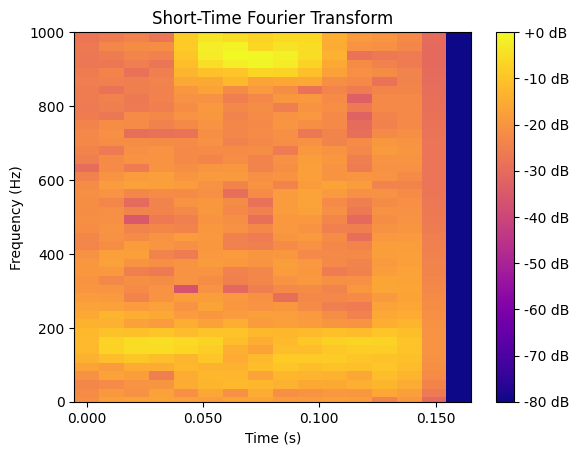 Short-Time Fourier Transform
1000
800
600
400
200
0
Frequency (Hz)
0.000
0.050
0.100
0.150
Time (s)
+0 dB
-10 dB
-20 dB
-30 dB
-40 dB
-50 dB
-60 dB
-70 dB
-80 dB